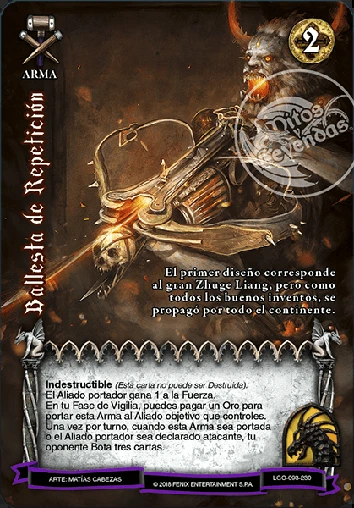 ARMA
2
Mitos
Leyendas
Ballesta de Repetición
El primer diseño corresponde
al gran Zhuge Liang, pero como
todos los buenos inventos, se
propagó por todo el continente.
Indestructible (Esta carta no puede ser Destruida).
El Aliado portador gana 1 a la Fuerza.
En tu Fase de Vigilia, puedes pagar un Oro para
portar esta Arma al Aliado objetivo que controles.
Una vez por turno, cuando esta Arma sea portada
o el Aliado portador sea declarado atacante, tu
oponente Bota tres cartas.
ARTE: MATÍAS CABEZAS
© 2018 FENIX ENTERTAINMENT S.P.A.